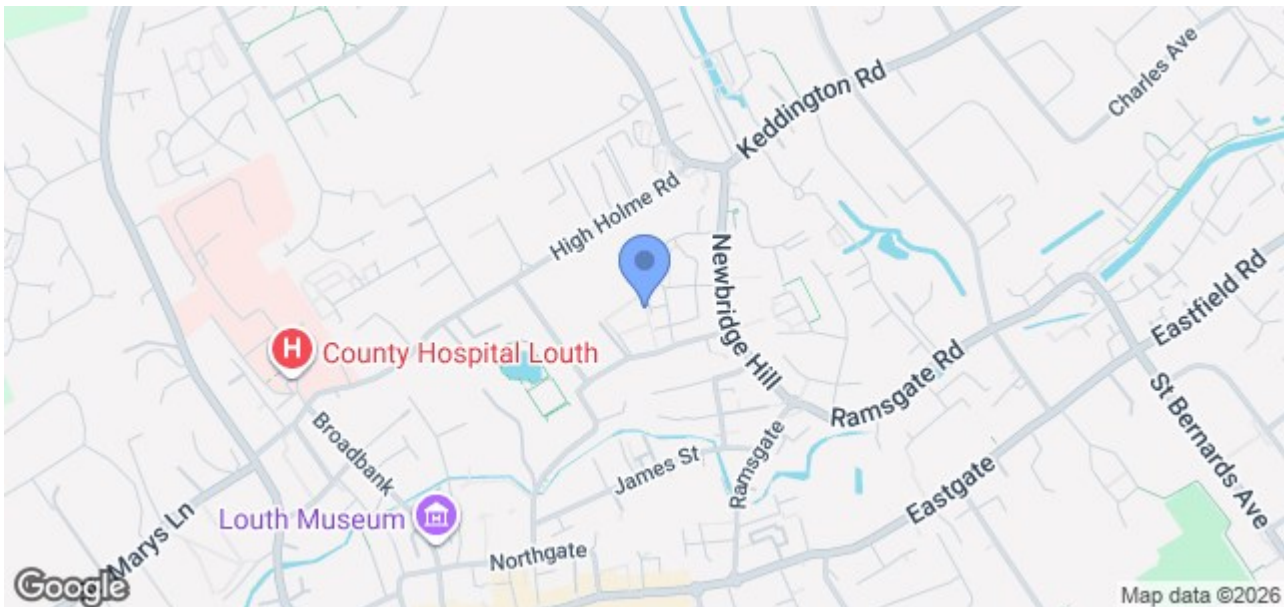 Charles Ave
Keddington Rd
High Holme Rd
Newbridge Hill
Eastfield Rd
H
County Hospital Louth
Ramsgate Rd
St Bernards Ave
Broadbank
James St
Ramsgate
Eastgate
Louth Museum
Marys Ln
Northgate
Google
Map data ©2026